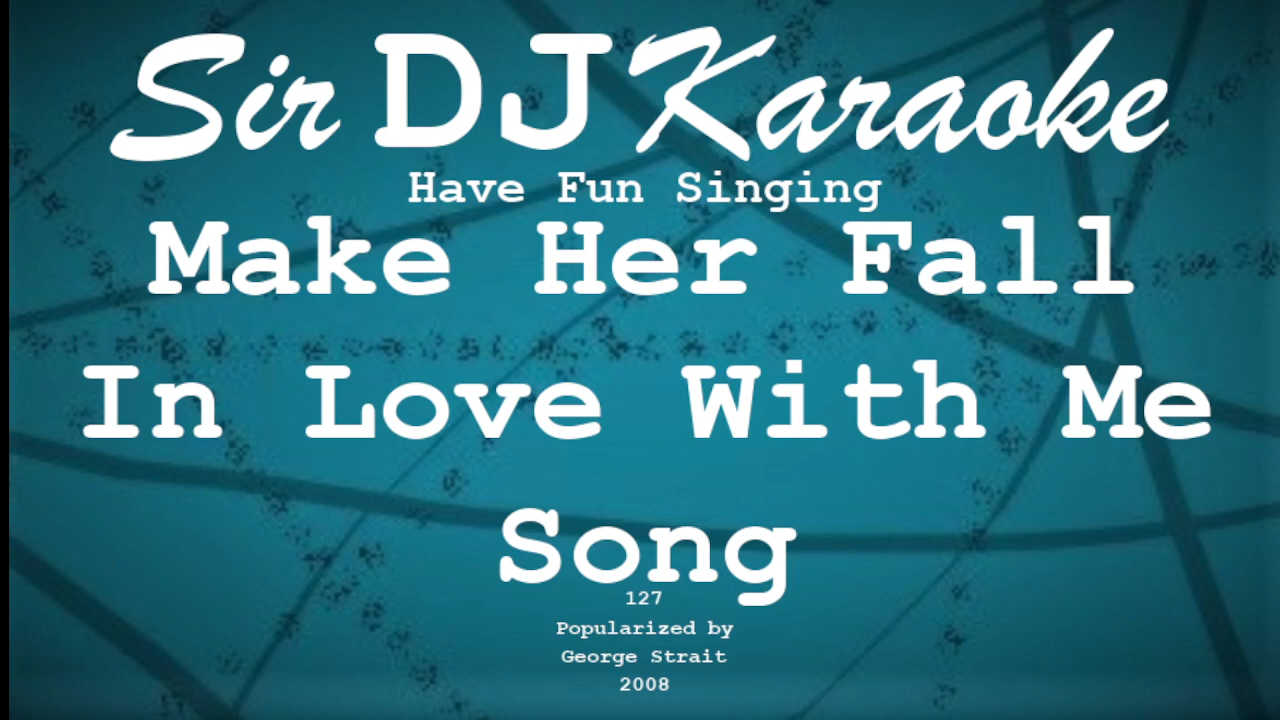 Sir DJ Karaoke
Have Fun Singing
Make Her Fall
In Love With Me
Song
127
Popularized by
George Strait
2008